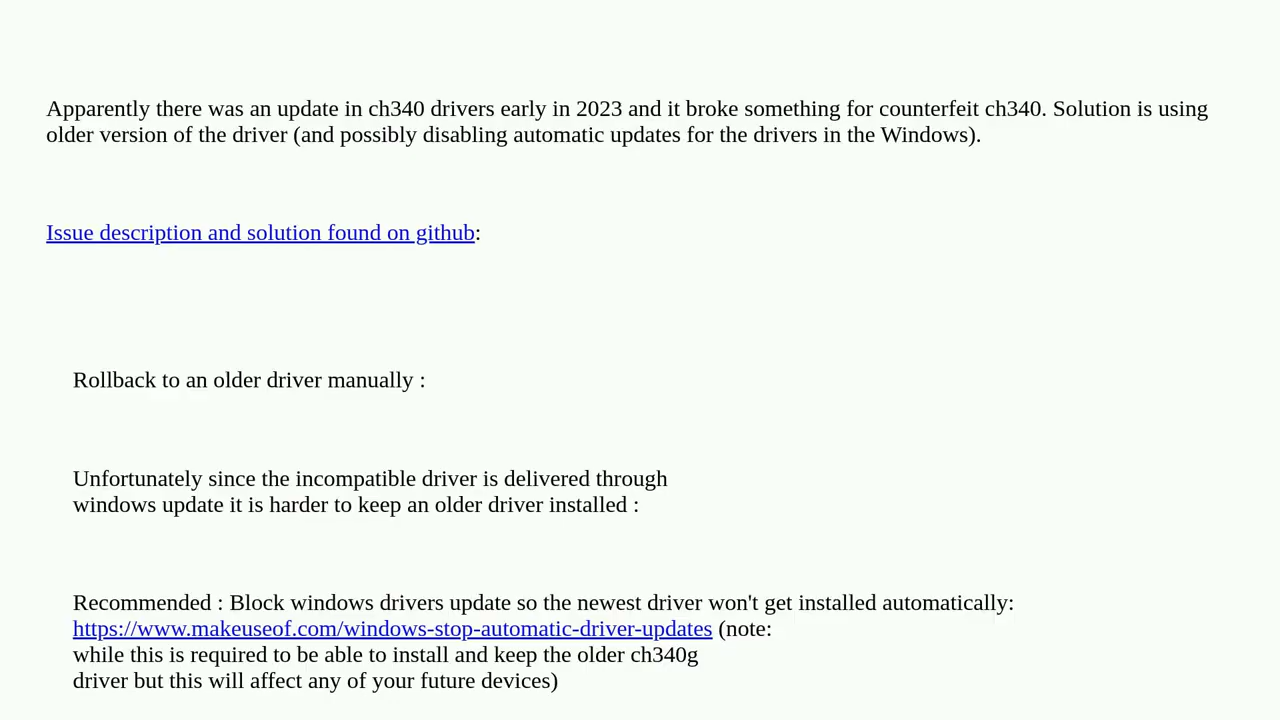 Apparently there was an update in ch340 drivers early in 2023 and it broke something for counterfeit ch340. Solution is using
older version of the driver (and possibly disabling automatic updates for the drivers in the Windows).
Issue description and solution found on github:
Rollback to an older driver manually :
Unfortunately since the incompatible driver is delivered through
windows update it is harder to keep an older driver installed :
Recommended : Block windows drivers update so the newest driver won't get installed automatically:
https://www.makeuseof.com/windows-stop-automatic-driver-updates (note:
while this is required to be able to install and keep the older ch340g
driver but this will affect any of your future devices)